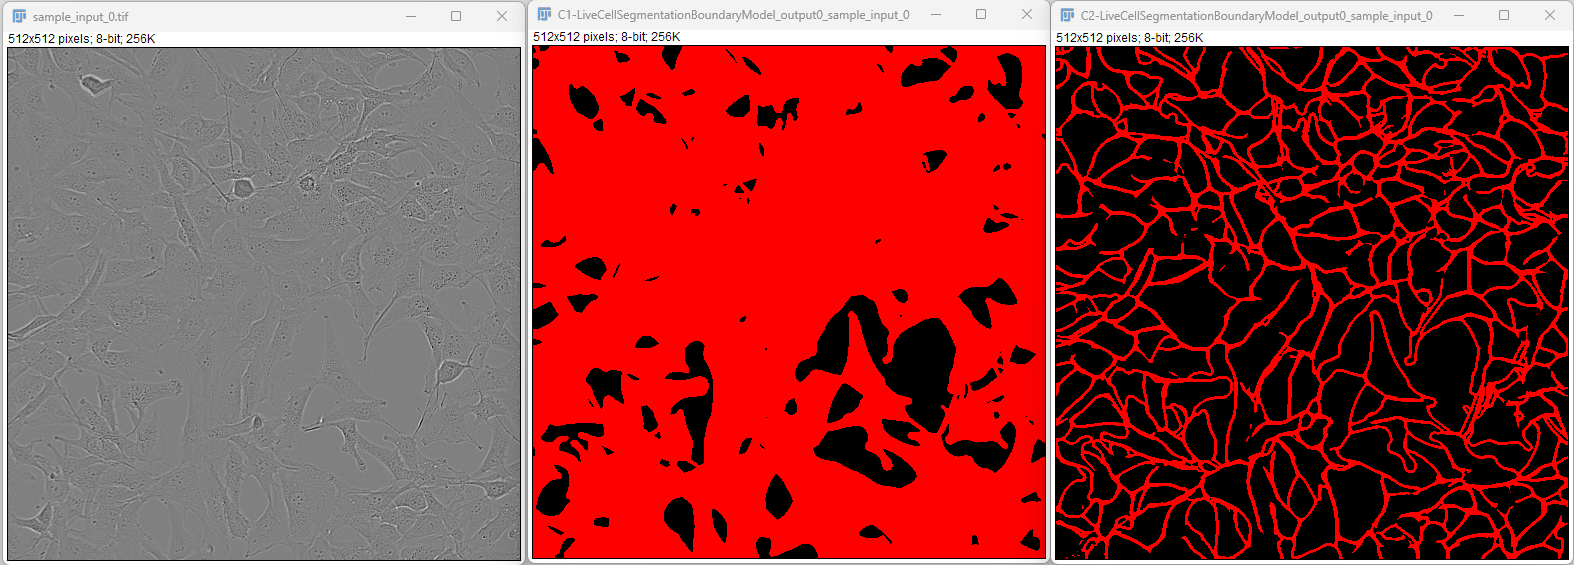 sample_input_0.tif
512x512 pixels; 8-bit; 256K
C1-LiveCellSegmentationBoundaryModel_output0_sample_input_0
512x512 pixels; 8-bit; 256K
C2-LiveCellSegmentationBoundaryModel_output0_sample_input_0
512x512 pixels; 8-bit; 256K